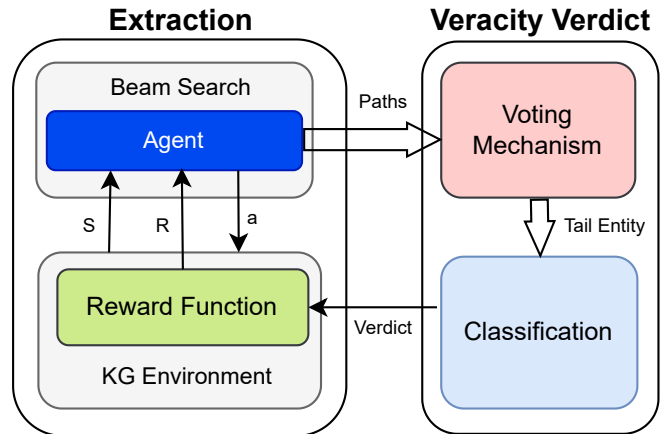 Extraction
Veracity Verdict
Beam Search
Agent
Paths
Voting
Mechanism
S
R
a
Tail Entity
Reward Function
KG Environment
Verdict
Classification